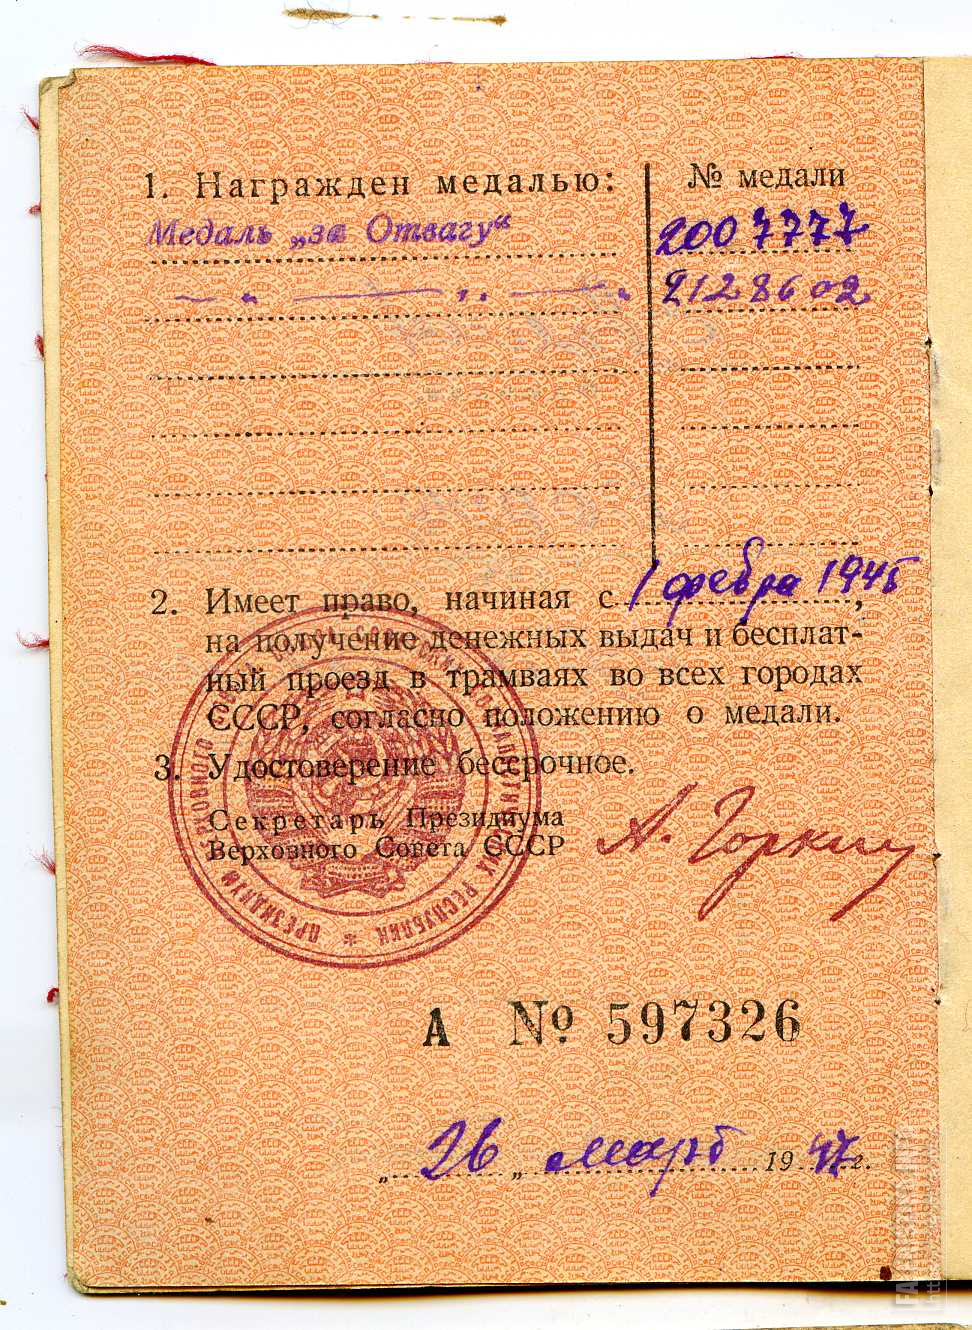 1. Награжден медалью: № медали
Медаль „за Отвагу“ 2007777
— „ — „ — „ 2128602
2. Имеет право, начиная с 1 февра 1945,
на получение денежных выдач и бесплат-
ный проезд в трамваях во всех городах
СССР, согласно положению о медали.
3. Удостоверение бессрочное.
Секретарь Президиума
Верховного Совета СССР
А. Горкин
А № 597326
„26„ март 1947 г.